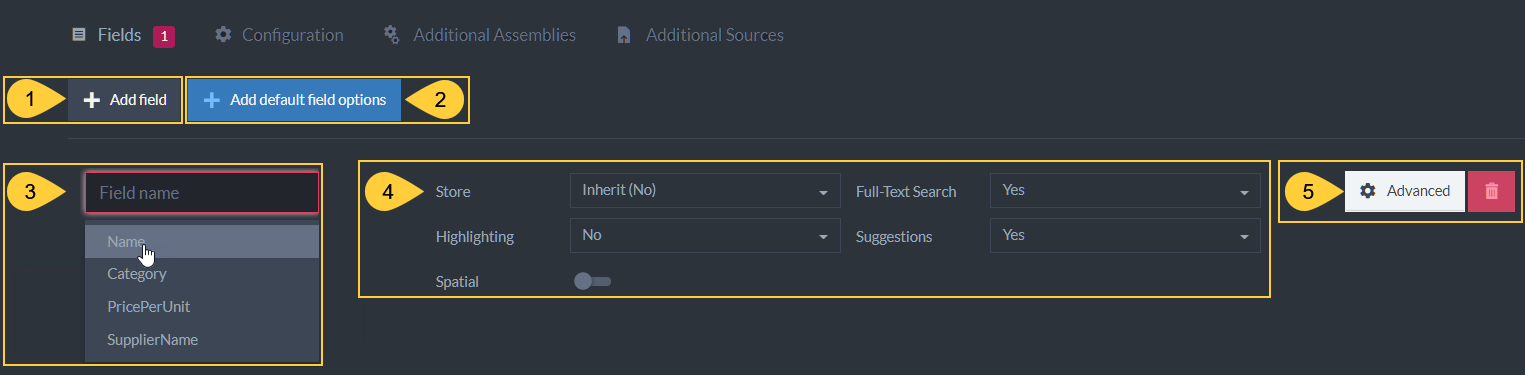 Fields 1 Configuration Additional Assemblies Additional Sources
1 Add field Add default field options 2
3 Field name
Name
Category
PricePerUnit
SupplierName
4 Store Inherit (No) Full-Text Search Yes
Highlighting No Suggestions Yes
Spatial
5 Advanced